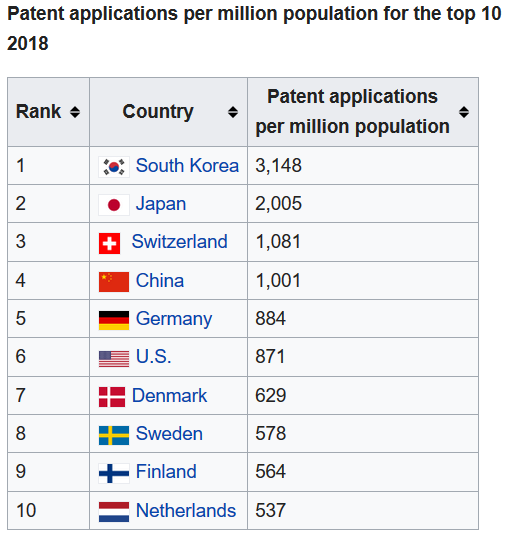 Patent applications per million population for the top 10
2018
Rank Country Patent applications
per million population
1 South Korea 3,148
2 Japan 2,005
3 Switzerland 1,081
4 China 1,001
5 Germany 884
6 U.S. 871
7 Denmark 629
8 Sweden 578
9 Finland 564
10 Netherlands 537